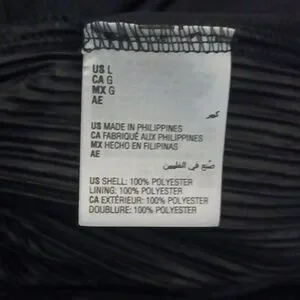 US L
CA G
MX G
AE
كبير
US MADE IN PHILIPPINES
CA FABRIQUÉ AUX PHILIPPINES
MX HECHO EN FILIPINAS
AE
صنع في الفلبين
US SHELL: 100% POLYESTER
LINING: 100% POLYESTER
CA EXTÉRIEUR: 100% POLYESTER
DOUBLURE: 100% POLYESTER